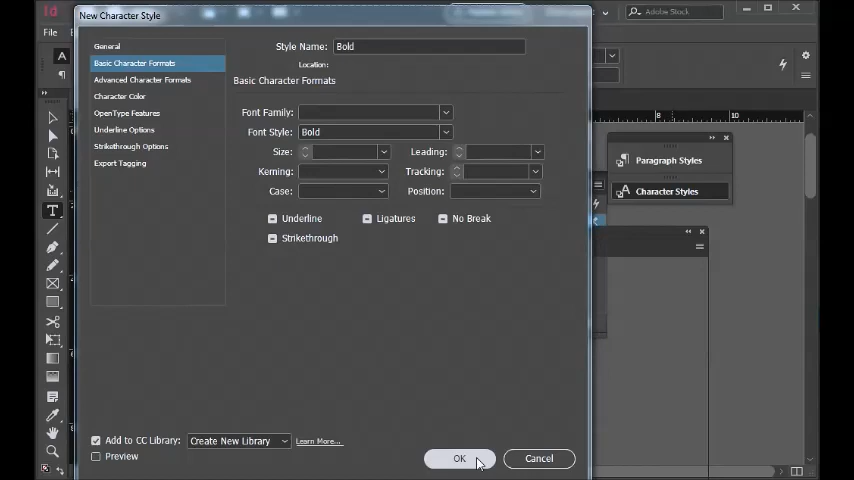 Id
New Character Style
Adobe Stock
File
A
General
Style Name: Bold
Location:
Basic Character Formats
Basic Character Formats
Advanced Character Formats
Character Color
OpenType Features
Underline Options
Strikethrough Options
Export Tagging
Font Family:
Font Style: Bold
Size: Leading:
Kerning: Tracking:
Case: Position:
Underline Ligatures No Break
Strikethrough
8 10
Paragraph Styles
Character Styles
Add to CC Library: Create New Library Learn More...
Preview
OK Cancel